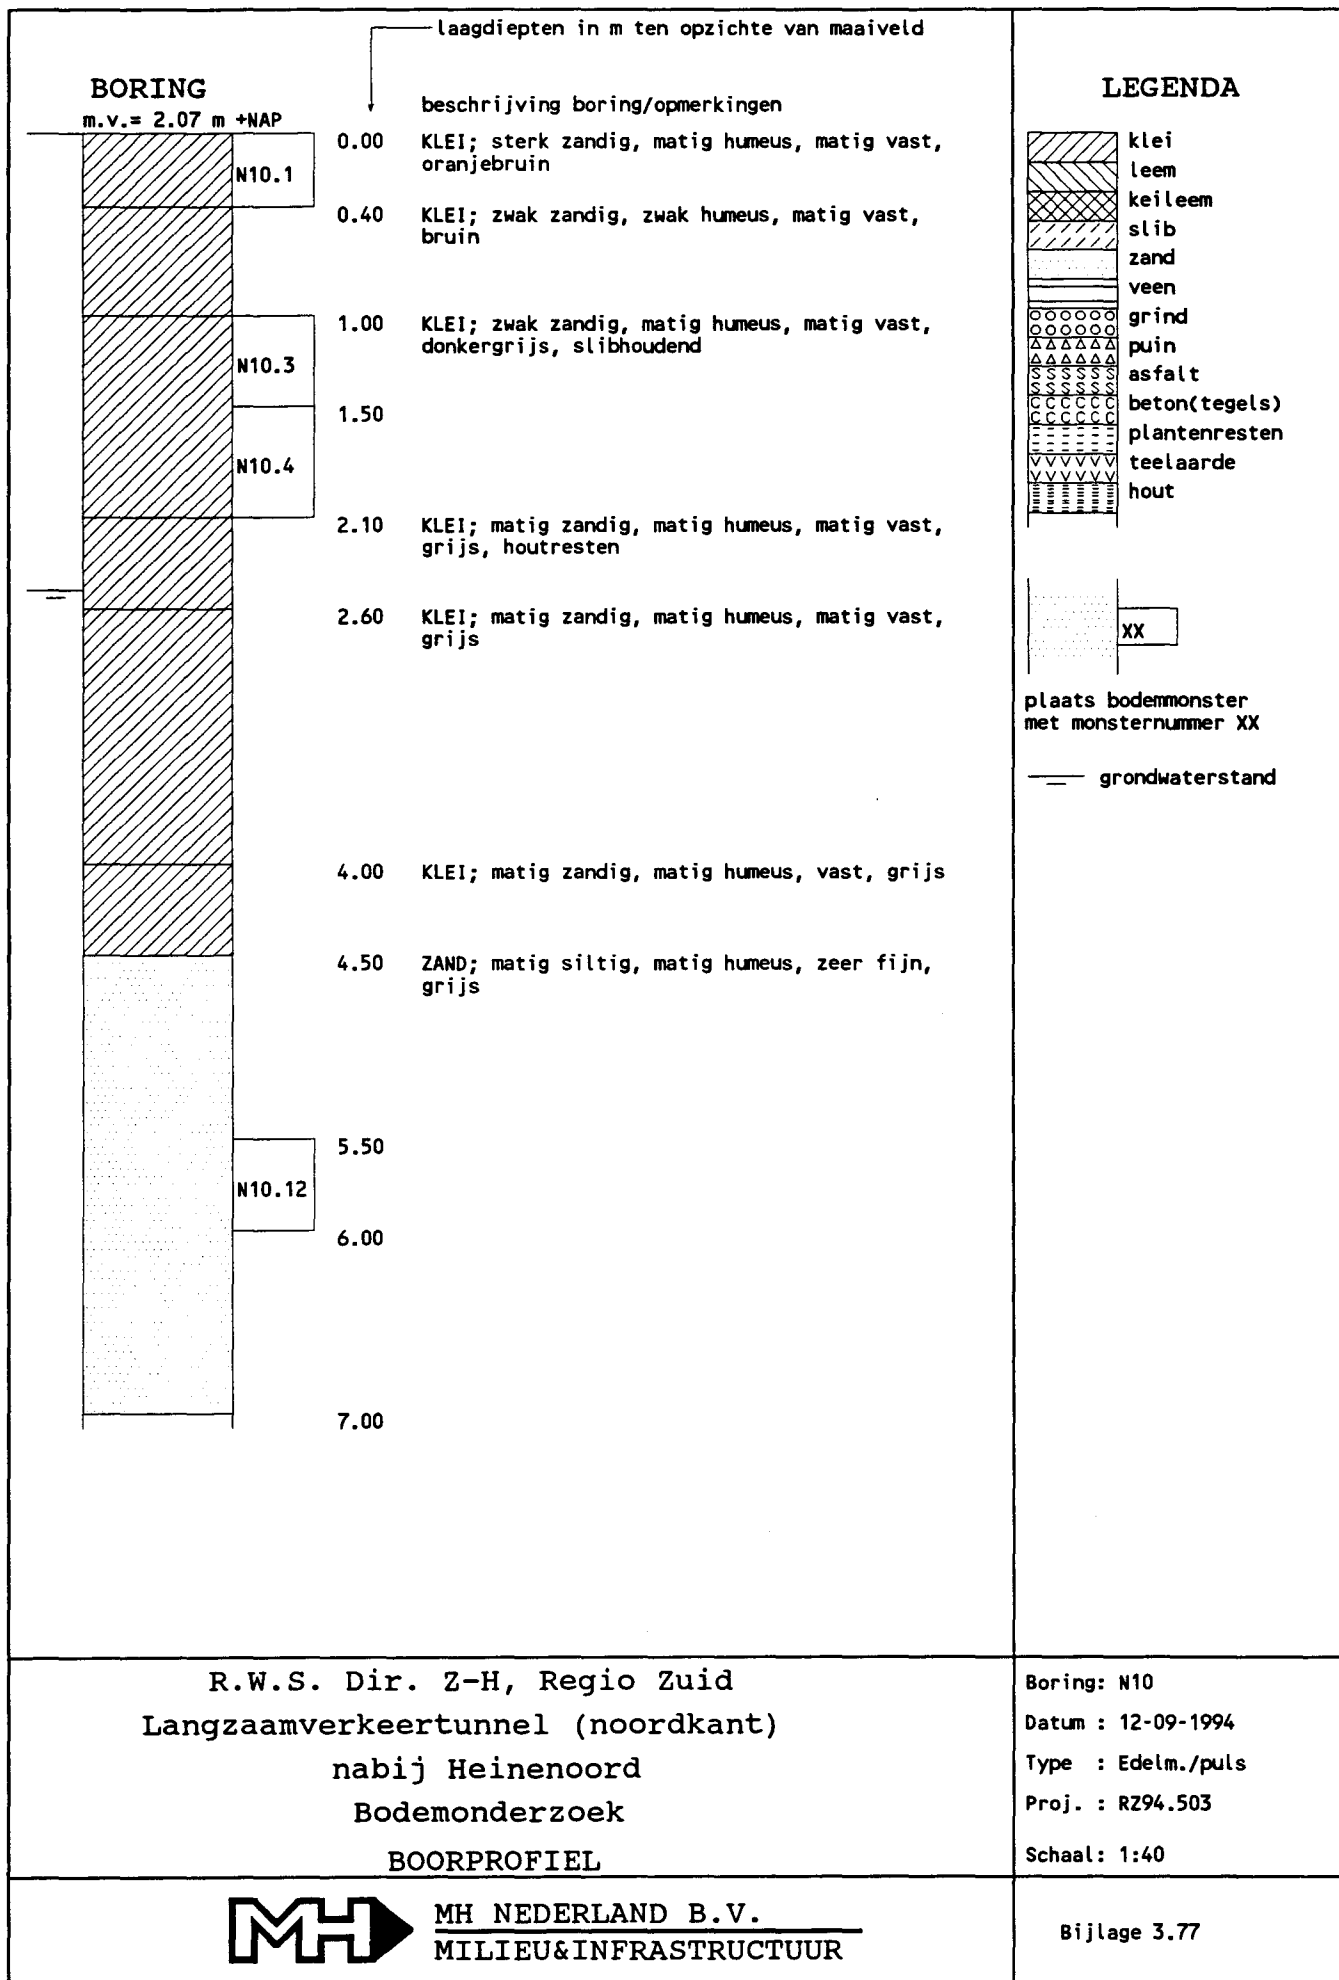 laagdiepten in m ten opzichte van maaiveld
BORING
m.v.= 2.07 m +NAP
beschrijving boring/opmerkingen
0.00 KLEI; sterk zandig, matig humeus, matig vast,
oranjebruin
N10.1
0.40 KLEI; zwak zandig, zwak humeus, matig vast,
bruin
1.00 KLEI; zwak zandig, matig humeus, matig vast,
donkergrijs, slibhoudend
N10.3
1.50
N10.4
2.10 KLEI; matig zandig, matig humeus, matig vast,
grijs, houtresten
2.60 KLEI; matig zandig, matig humeus, matig vast,
grijs
4.00 KLEI; matig zandig, matig humeus, vast, grijs
4.50 ZAND; matig siltig, matig humeus, zeer fijn,
grijs
5.50
N10.12
6.00
7.00
LEGENDA
klei
leem
keileem
slib
zand
veen
grind
puin
asfalt
beton(tegels)
plantenresten
teelaarde
hout
XX
plaats bodemmonster
met monsternummer XX
grondwaterstand
R.W.S. Dir. Z-H, Regio Zuid
Langzaamverkeertunnel (noordkant)
nabij Heinenoord
Bodemonderzoek
BOORPROFIEL
Boring: N10
Datum : 12-09-1994
Type : Edelm./puls
Proj. : RZ94.503
Schaal: 1:40
MH
MH NEDERLAND B.V.
MILIEU&INFRASTRUCTUUR
Bijlage 3.77